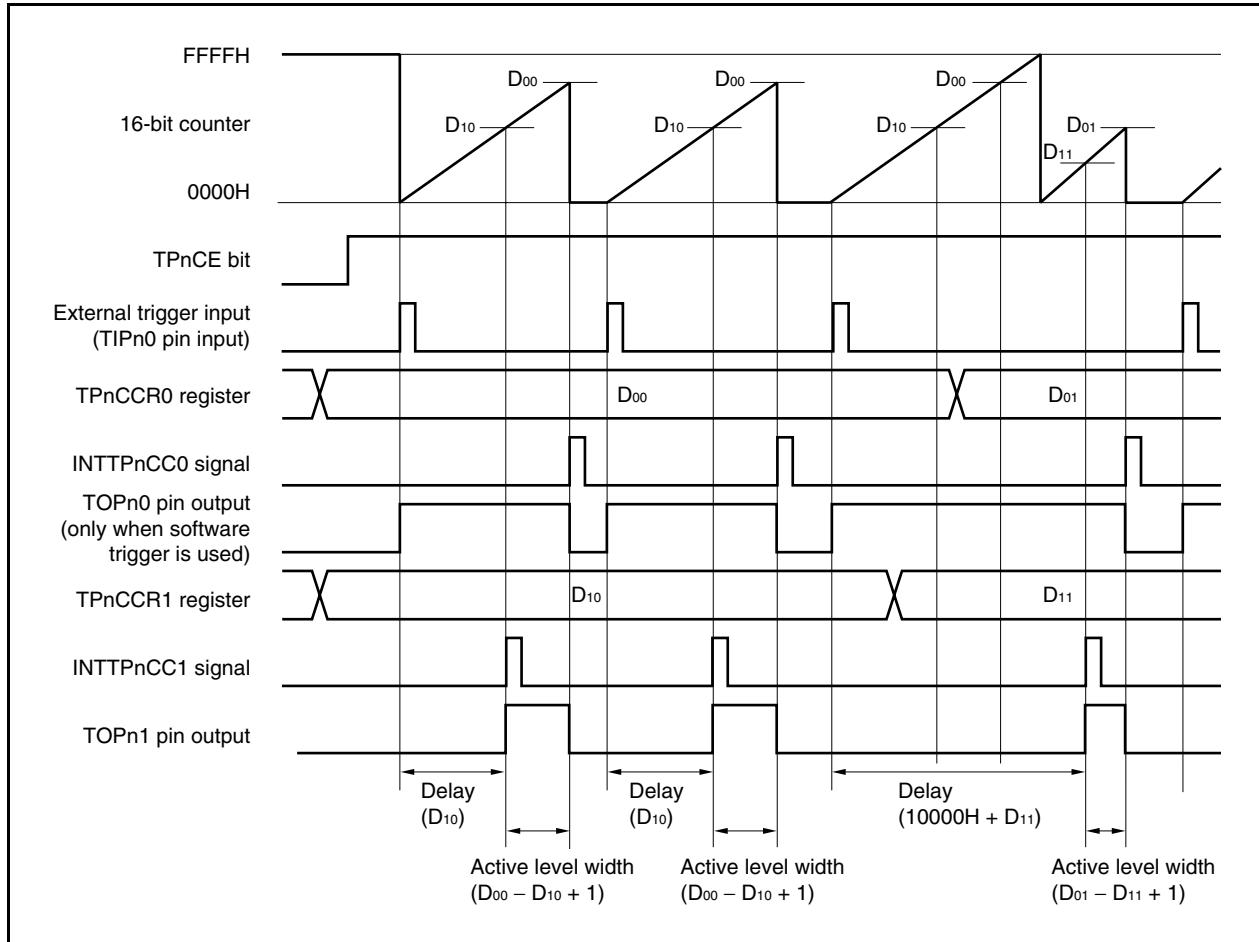 FFFFH
D00
D00
D00
16-bit counter
D10
D10
D10
D01
D11
0000H
TPnCE bit
External trigger input
(TIPn0 pin input)
TPnCCR0 register
D00
D01
INTTPnCC0 signal
TOPn0 pin output
(only when software
trigger is used)
TPnCCR1 register
D10
D11
INTTPnCC1 signal
TOPn1 pin output
Delay
(D10)
Delay
(D10)
Delay
(10000H + D11)
Active level width
(D00 − D10 + 1)
Active level width
(D00 − D10 + 1)
Active level width
(D01 − D11 + 1)